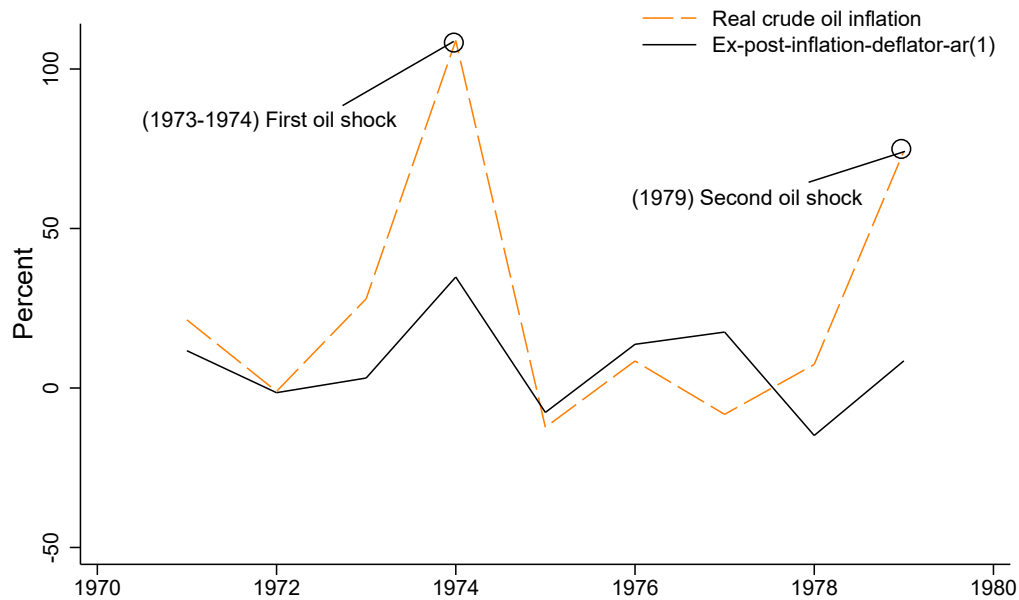 Real crude oil inflation
Ex-post-inflation-deflator-ar(1)
100
(1973-1974) First oil shock
(1979) Second oil shock
50
Percent
0
-50
1970
1972
1974
1976
1978
1980